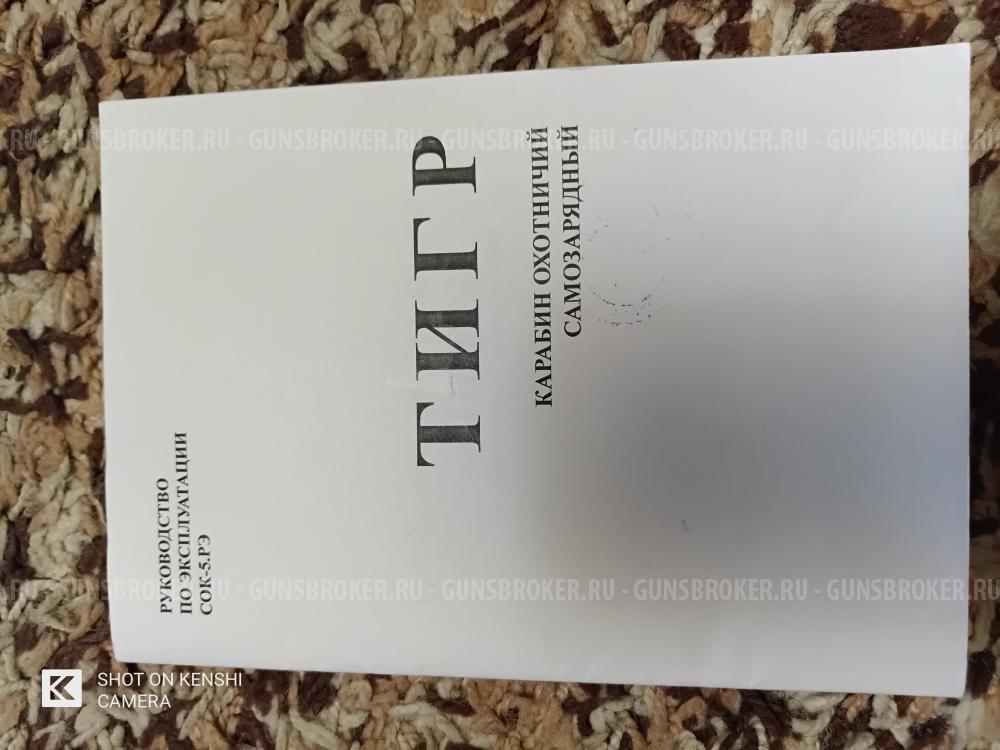 РУКОВОДСТВО
ПО ЭКСПЛУАТАЦИИ
СОК-5.РЭ
ТИГР
КАРАБИН ОХОТНИЧИЙ
САМОЗАРЯДНЫЙ
GUNSBROKER.RU - GUNSBROKER.RU - GUNSBROKER.RU - GUNSBROKER.RU - GUNSBROKER.RU
GUNSBROKER.RU - GUNSBROKER.RU - GUNSBROKER.RU - GUNSBROKER.RU - GUNSBROKER.RU
SHOT ON KENSHI
CAMERA